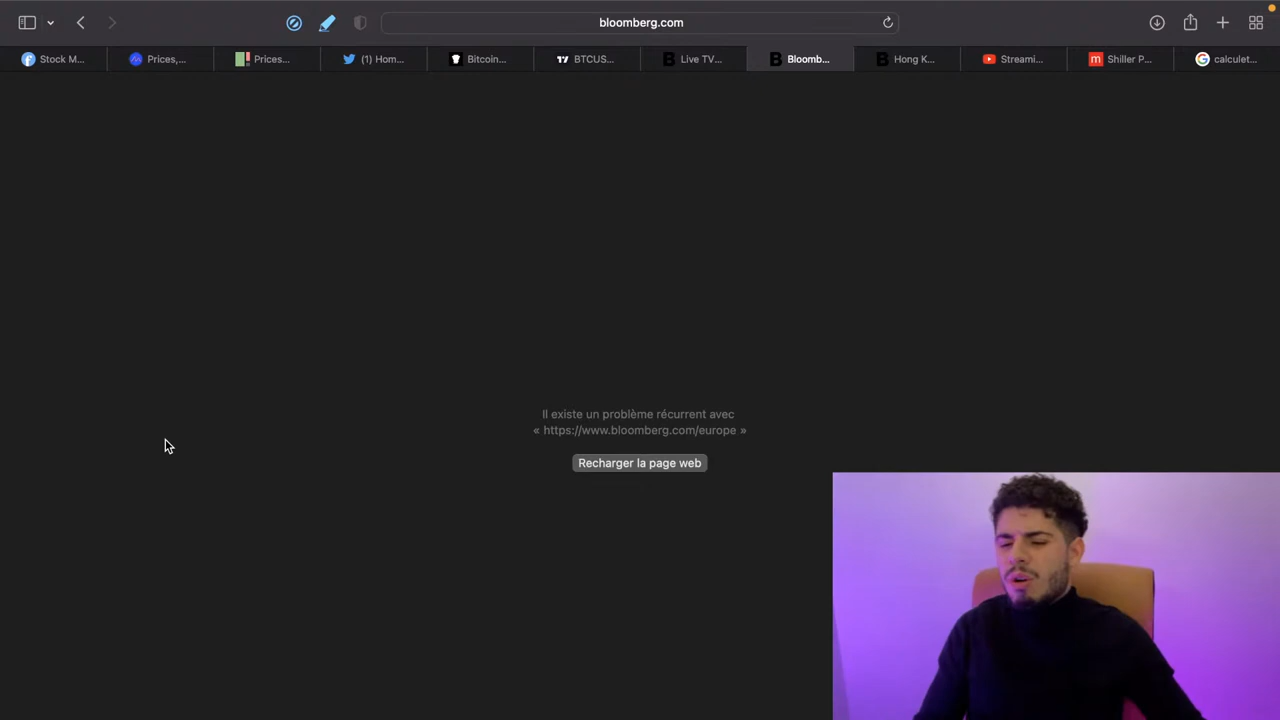 bloomberg.com
Stock M...
Prices,...
Prices...
(1) Hom...
Bitcoin...
BTCUS...
Live TV...
Bloomb...
Hong K...
Streami...
Shiller P...
calculet...
Il existe un problème récurrent avec
« https://www.bloomberg.com/europe »
Recharger la page web